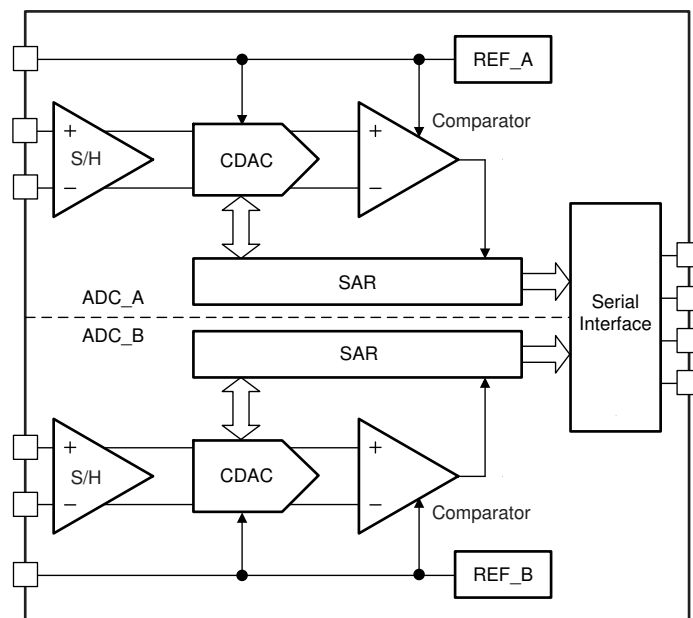 REF_A
Comparator
+
+
S/H
CDAC
−
−
SAR
ADC_A
Serial
Interface
ADC_B
SAR
+
+
S/H
CDAC
−
−
Comparator
REF_B